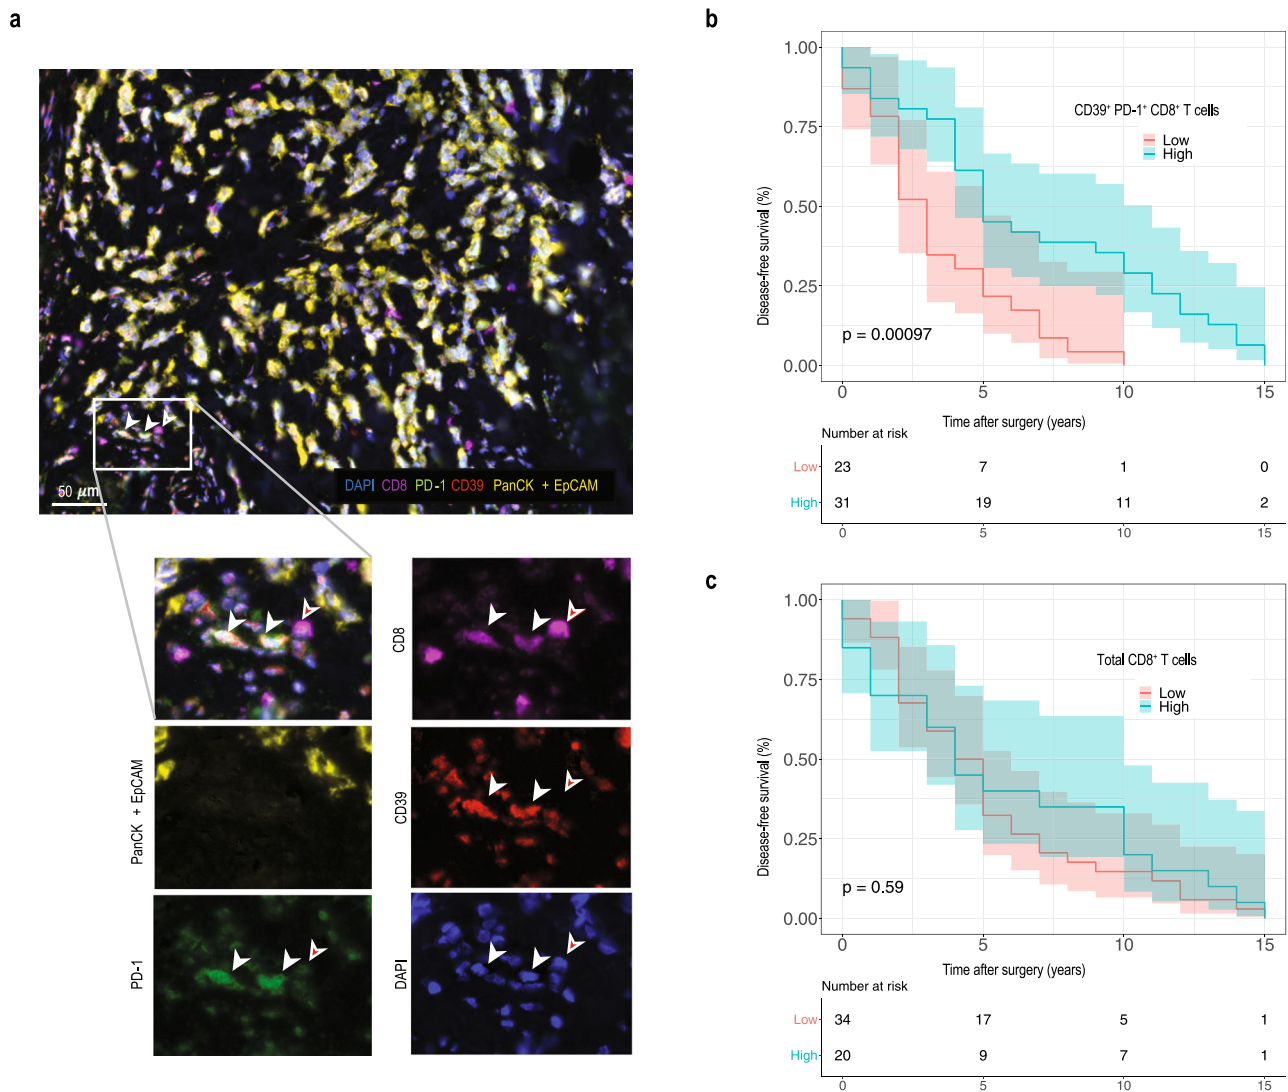 a
DAPI CD8 PD-1 CD39 PanCK + EpCAM
50 µm
CD8
PanCK + EpCAM
CD39
PD-1
DAPI
b
1.00
0.75
0.50
0.25
0.00
Disease-free survival (%)
CD39⁺ PD-1⁺ CD8⁺ T cells
Low
High
p = 0.00097
0 5 10 15
Time after surgery (years)
Number at risk
Low 23 7 1 0
High 31 19 11 2
0 5 10 15
c
1.00
0.75
0.50
0.25
0.00
Disease-free survival (%)
Total CD8⁺ T cells
Low
High
p = 0.59
0 5 10 15
Time after surgery (years)
Number at risk
Low 34 17 5 1
High 20 9 7 1
0 5 10 15